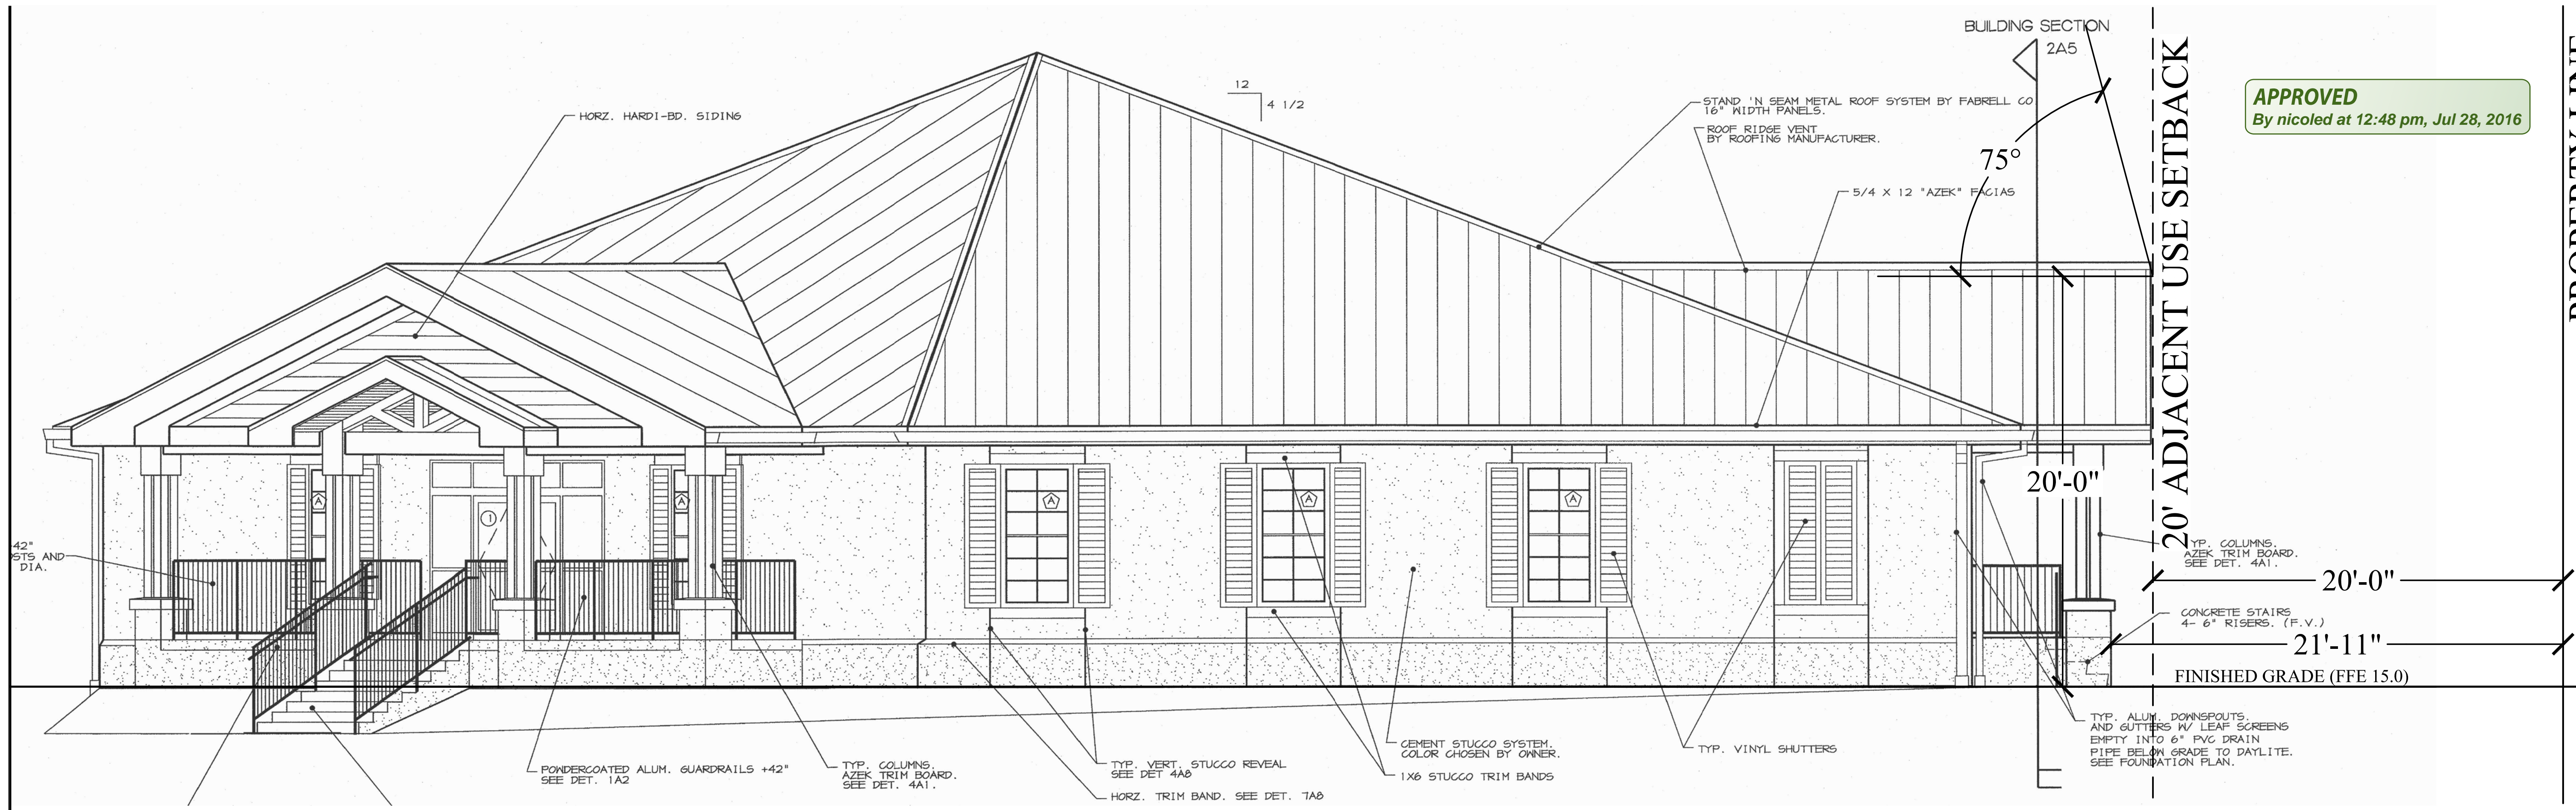 BUILDING SECTION
2A5
20' ADJACENT USE SETBACK
APPROVED
By nicoled at 12:48 pm, Jul 28, 2016
12
4 1/2
HORZ. HARDI-BD. SIDING
STAND 'N SEAM METAL ROOF SYSTEM BY FABRELL CO
16" WIDTH PANELS.
ROOF RIDGE VENT
BY ROOFING MANUFACTURER.
75°
5/4 X 12 "AZEK" FACIAS
20'-0"
A
A
A
A
A
1
42"
STS AND
DIA.
TYP. COLUMNS.
AZEK TRIM BOARD.
SEE DET. 4A1.
20'-0"
CONCRETE STAIRS
4- 6" RISERS. (F.V.)
21'-11"
FINISHED GRADE (FFE 15.0)
TYP. ALUM. DOWNSPOUTS.
AND GUTTERS W/ LEAF SCREENS
EMPTY INTO 6" PVC DRAIN
PIPE BELOW GRADE TO DAYLITE.
SEE FOUNDATION PLAN.
POWDERCOATED ALUM. GUARDRAILS +42"
SEE DET. 1A2
TYP. COLUMNS.
AZEK TRIM BOARD.
SEE DET. 4A1.
TYP. VERT. STUCCO REVEAL
SEE DET 4A8
HORZ. TRIM BAND. SEE DET. 7A8
CEMENT STUCCO SYSTEM.
COLOR CHOSEN BY OWNER.
1X6 STUCCO TRIM BANDS
TYP. VINYL SHUTTERS